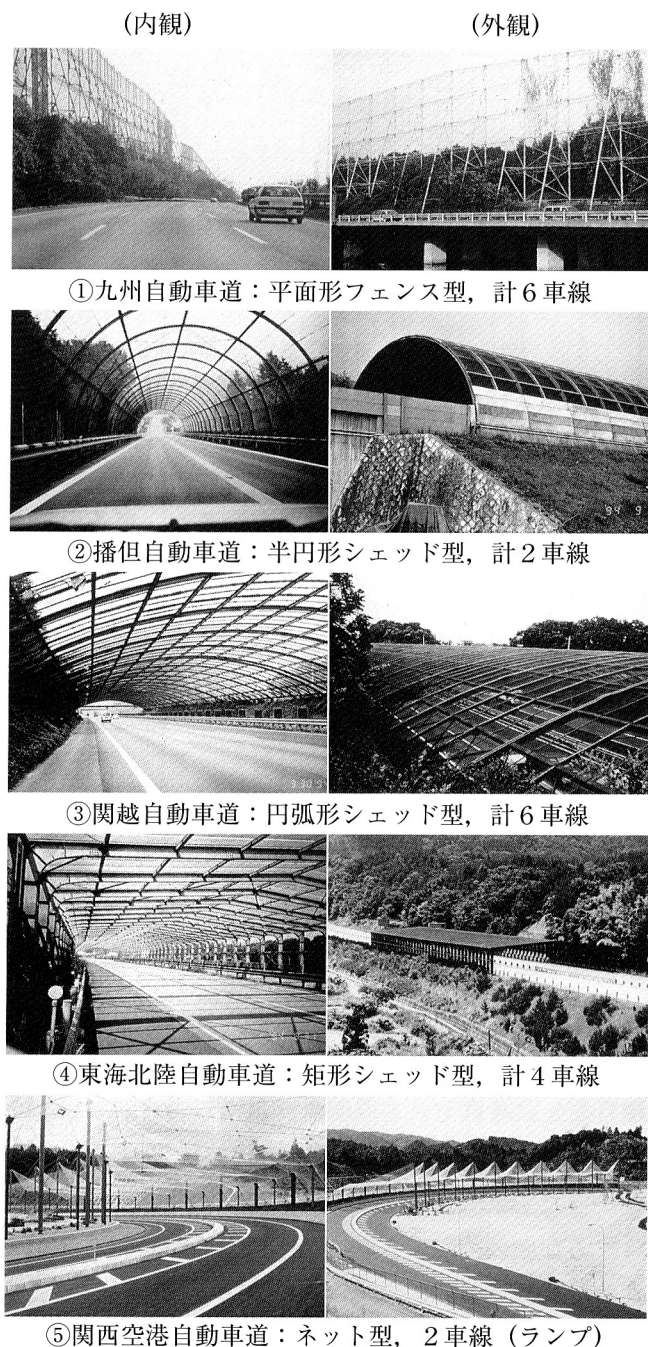 (内観) (外観)
①九州自動車道：平面形フェンス型，計６車線
94 9
②播但自動車道：半円形シェッド型，計２車線
③関越自動車道：円弧形シェッド型，計６車線
④東海北陸自動車道：矩形シェッド型，計４車線
⑤関西空港自動車道：ネット型，２車線（ランプ）